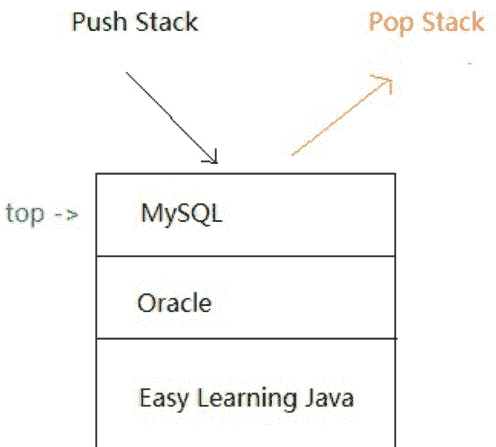 Push Stack
Pop Stack
top ->
MySQL
Oracle
Easy Learning Java